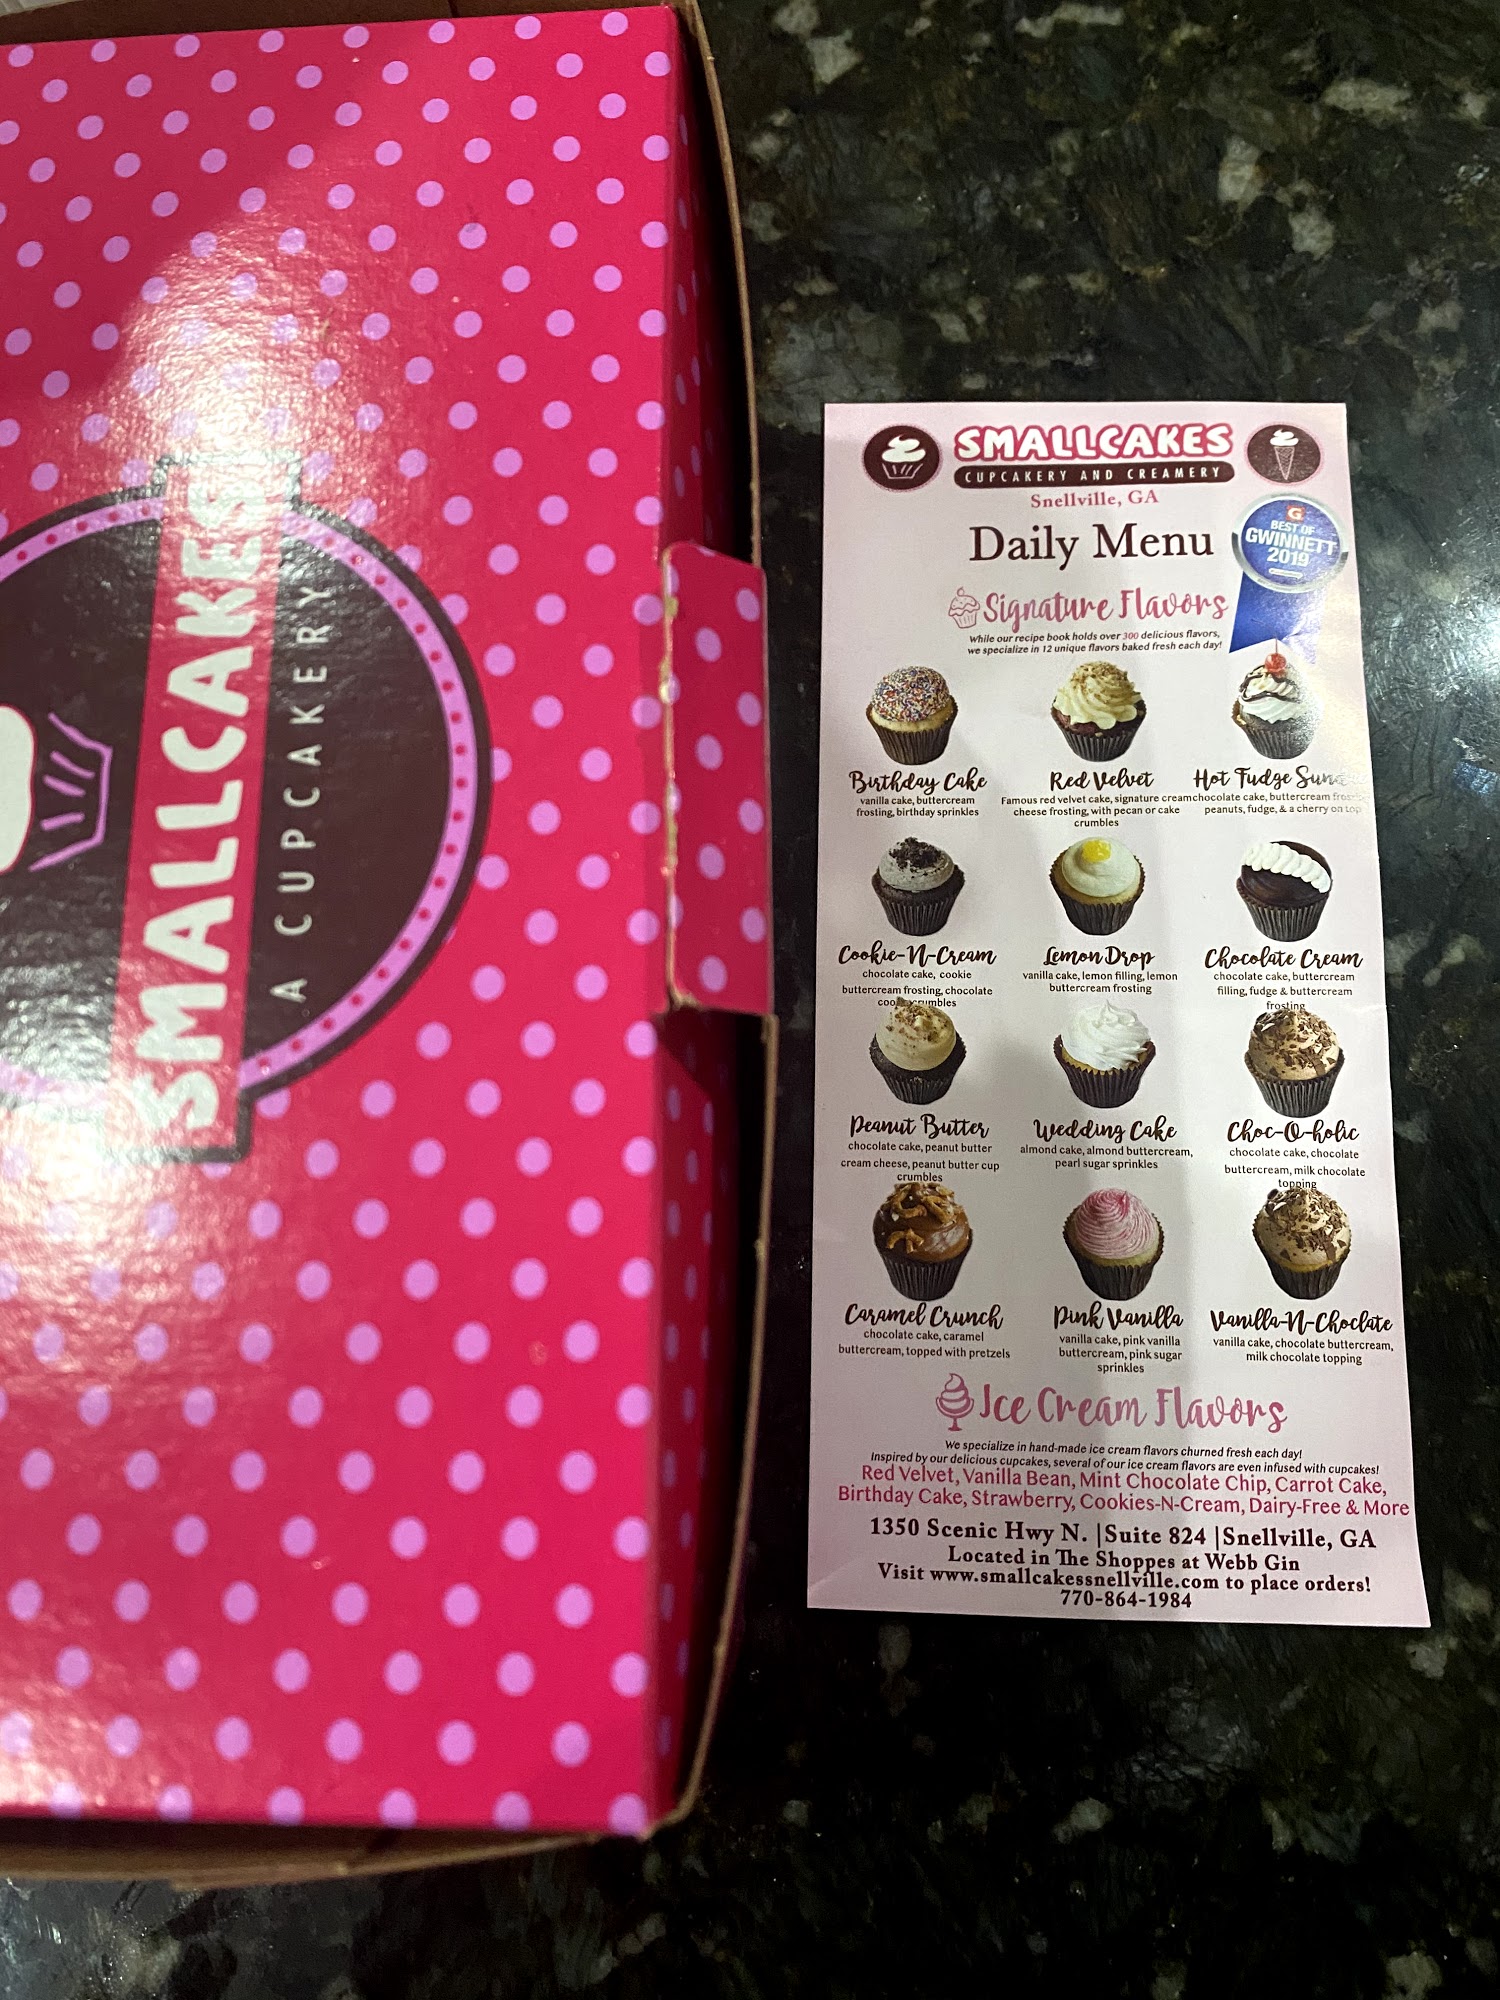 SMALLCAKES
A CUPCAKERY
SMALLCAKES
CUPCAKERY AND CREAMERY
Snellville, GA
Daily Menu
G
BEST OF
GWINNETT
2019
Signature Flavors
While our recipe book holds over 300 delicious flavors,
we specialize in 12 unique flavors baked fresh each day!
Birthday Cake
vanilla cake, buttercream
frosting, birthday sprinkles
Red Velvet
Famous red velvet cake, signature cream
cheese frosting, with pecan or cake
crumbles
Hot Fudge
chocolate cake, buttercream
peanuts, fudge, & a cherry on top
Cookie-N-Cream
chocolate cake, cookie
buttercream frosting, chocolate
Lemon Drop
vanilla cake, lemon filling, lemon
buttercream frosting
Chocolate Cream
chocolate cake, buttercream
filling, fudge & buttercream
frosting
Peanut Butter
chocolate cake, peanut butter
cream cheese, peanut butter cup
crumbles
Wedding Cake
almond cake, almond buttercream,
pearl sugar sprinkles
Choc-O-holic
chocolate cake, chocolate
buttercream, milk chocolate
topping
Caramel Crunch
chocolate cake, caramel
buttercream, topped with pretzels
Pink Vanilla
vanilla cake, pink vanilla
buttercream, pink sugar
sprinkles
Vanilla-N-Choclate
vanilla cake, chocolate buttercream,
milk chocolate topping
Ice Cream Flavors
We specialize in hand-made ice cream flavors churned fresh each day!
Inspired by our delicious cupcakes, several of our ice cream flavors are even infused with cupcakes!
Red Velvet, Vanilla Bean, Mint Chocolate Chip, Carrot Cake,
Birthday Cake, Strawberry, Cookies-N-Cream, Dairy-Free & More
1350 Scenic Hwy N. |Suite 824 |Snellville, GA
Located in The Shoppes at Webb Gin
Visit www.smallcakessnellville.com to place orders!
770-864-1984